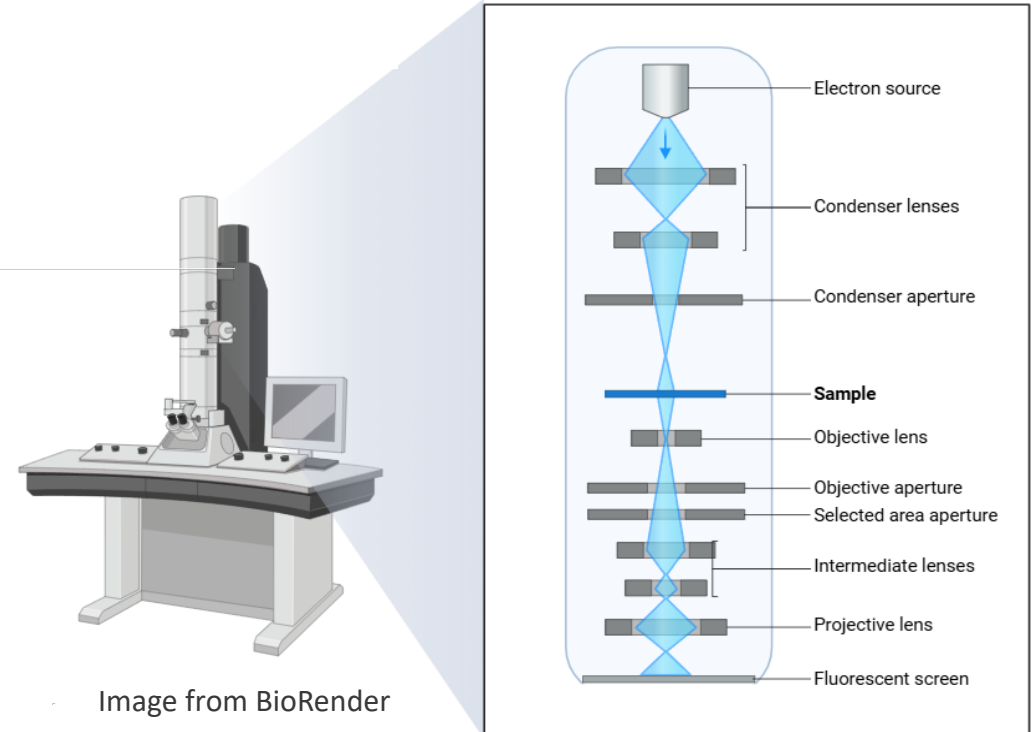 Electron source
Condenser lenses
Condenser aperture
Sample
Objective lens
Objective aperture
Selected area aperture
Intermediate lenses
Projective lens
Fluorescent screen
Image from BioRender